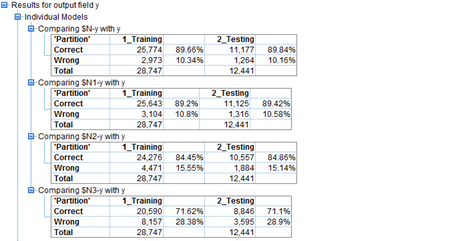 Results for output field y
Individual Models
Comparing $N-y with y
'Partition' 1_Training 2_Testing
Correct 25,774 89.66% 11,177 89.84%
Wrong 2,973 10.34% 1,264 10.16%
Total 28,747 12,441
Comparing $N1-y with y
'Partition' 1_Training 2_Testing
Correct 25,643 89.2% 11,125 89.42%
Wrong 3,104 10.8% 1,316 10.58%
Total 28,747 12,441
Comparing $N2-y with y
'Partition' 1_Training 2_Testing
Correct 24,276 84.45% 10,557 84.86%
Wrong 4,471 15.55% 1,884 15.14%
Total 28,747 12,441
Comparing $N3-y with y
'Partition' 1_Training 2_Testing
Correct 20,590 71.62% 8,846 71.1%
Wrong 8,157 28.38% 3,595 28.9%
Total 28,747 12,441